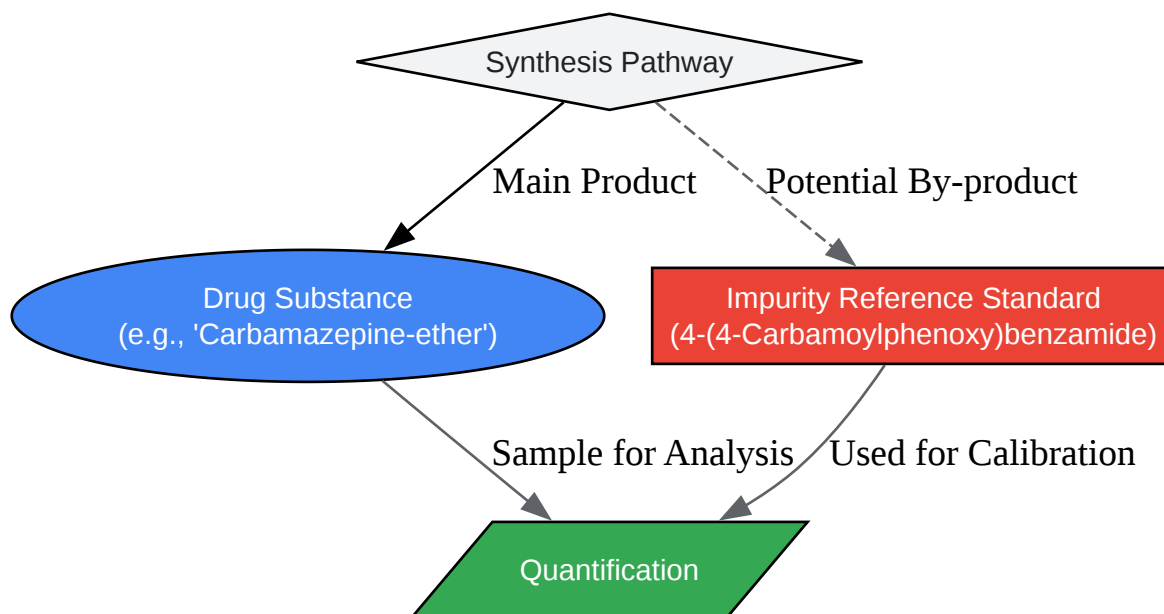 Synthesis Pathway
Main Product
Potential By-product
Drug Substance
(e.g., 'Carbamazepine-ether')
Impurity Reference Standard
(4-(4-Carbamoylphenoxy)benzamide)
Sample for Analysis
Used for Calibration
Quantification